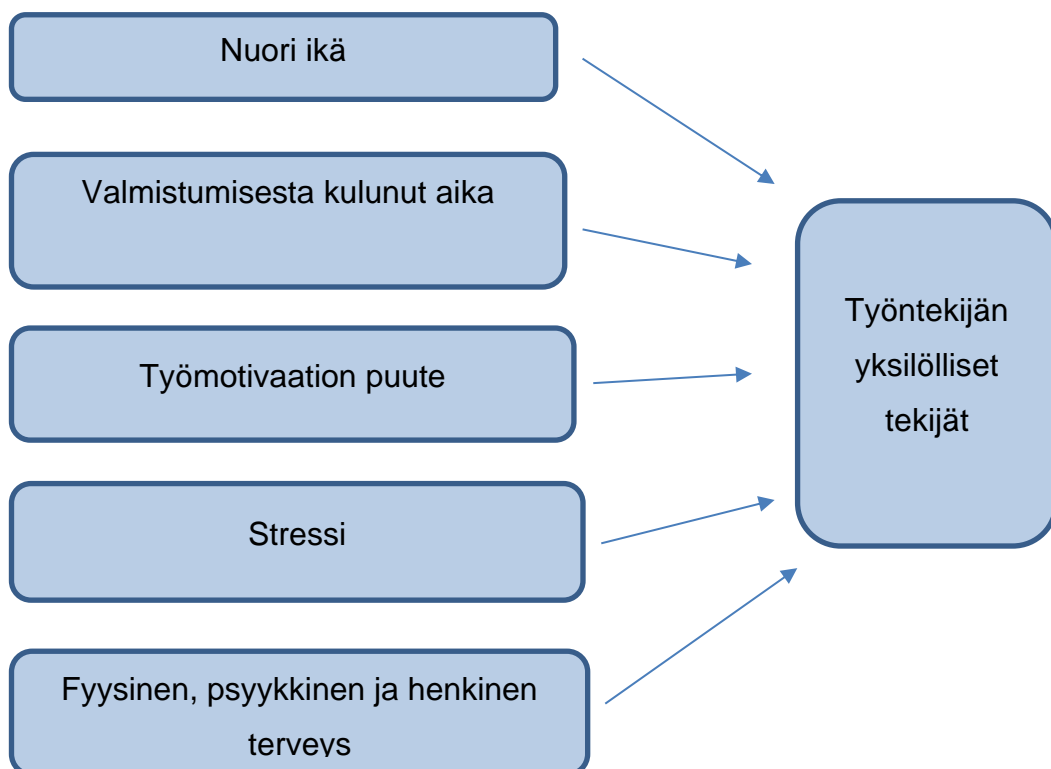 Nuori ikä
Valmistumisesta kulunut aika
Työmotivaation puute
Stressi
Fyysinen, psyykkinen ja henkinen
terveys
Työntekijän
yksilölliset
tekijät